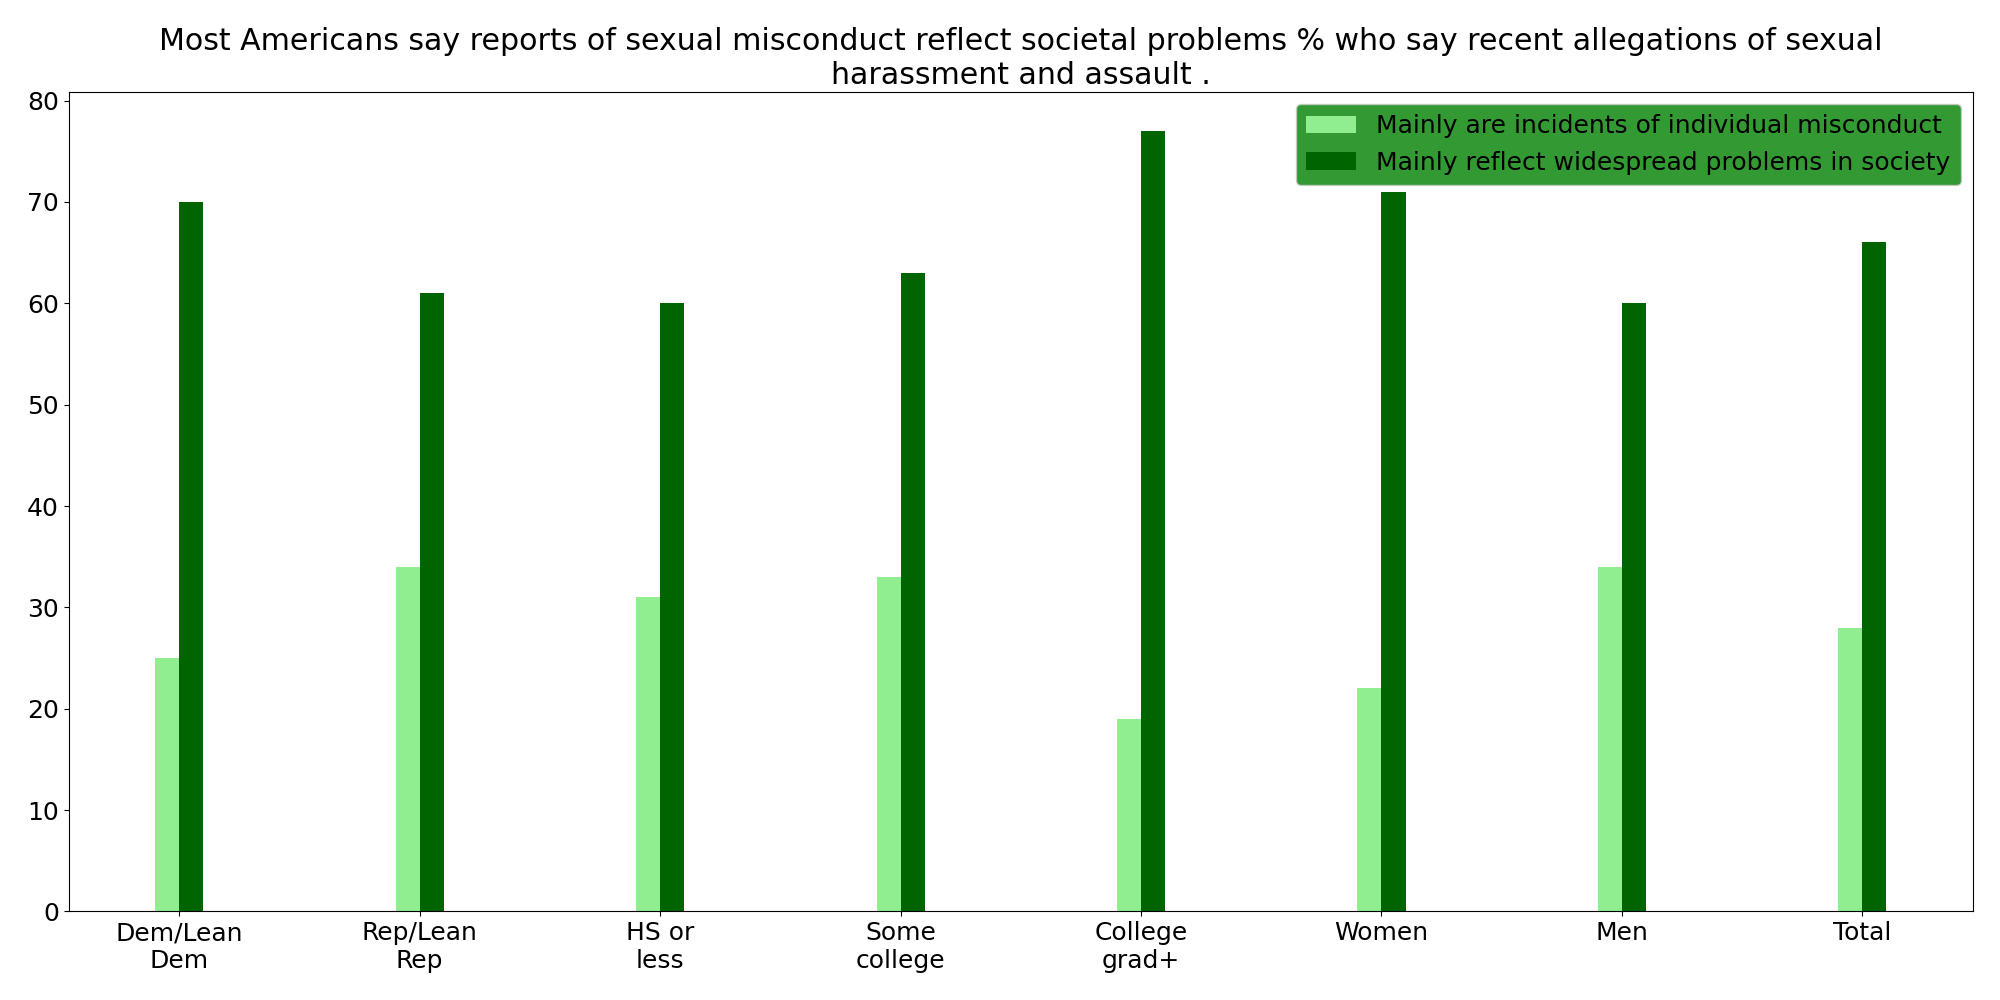 Most Americans say reports of sexual misconduct reflect societal problems % who say recent allegations of sexual
harassment and assault .
80
70
60
50
40
30
20
10
0
Mainly are incidents of individual misconduct
Mainly reflect widespread problems in society
Dem/Lean
Dem
Rep/Lean
Rep
HS or
less
Some
college
College
grad+
Women
Men
Total